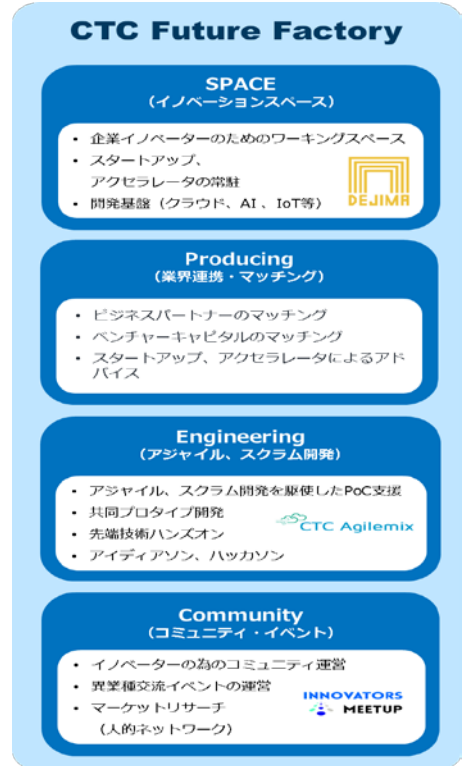 CTC Future Factory
SPACE
(イノベーションスペース)
• 企業イノベーターのためのワーキングスペース
• スタートアップ、
アクセラレータの常駐
• 開発基盤（クラウド、AI、IoT等）
DEJIMA
Producing
(業界連携・マッチング)
• ビジネスパートナーのマッチング
• ベンチャーキャピタルのマッチング
• スタートアップ、アクセラレータによるアド
バイス
Engineering
(アジャイル、スクラム開発)
• アジャイル、スクラム開発を駆使したPoC支援
• 共同プロタイプ開発
• 先端技術ハンズオン
CTC Agilemix
• アイディアソン、ハッカソン
Community
(コミュニティ・イベント)
• イノベーターの為のコミュニティ運営
• 異業種交流イベントの運営
• マーケットリサーチ
（人的ネットワーク）
INNOVATORS
MEETUP